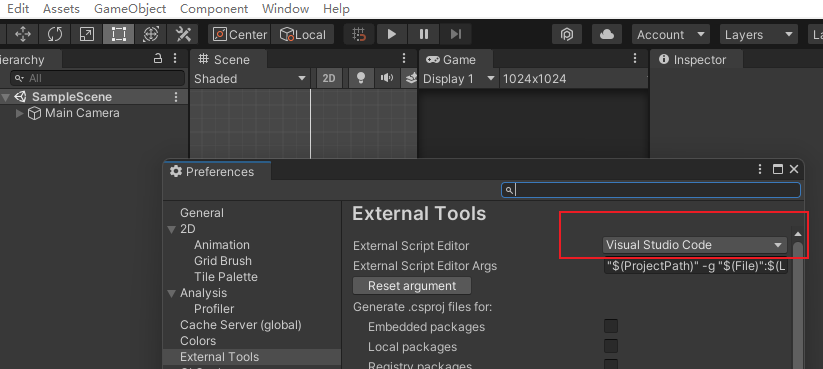 Edit Assets GameObject Component Window Help
Center Local Account Layers La
ierarchy Scene Game Inspector
All Shaded 2D Display 1 1024x1024
SampleScene
Main Camera
Preferences
General
2D
Animation
Grid Brush
Tile Palette
Analysis
Profiler
Cache Server (global)
Colors
External Tools
External Tools
External Script Editor Visual Studio Code
External Script Editor Args "$(ProjectPath)" -g "$(File)":$(L
Reset argument
Generate .csproj files for:
Embedded packages
Local packages
Registry packages